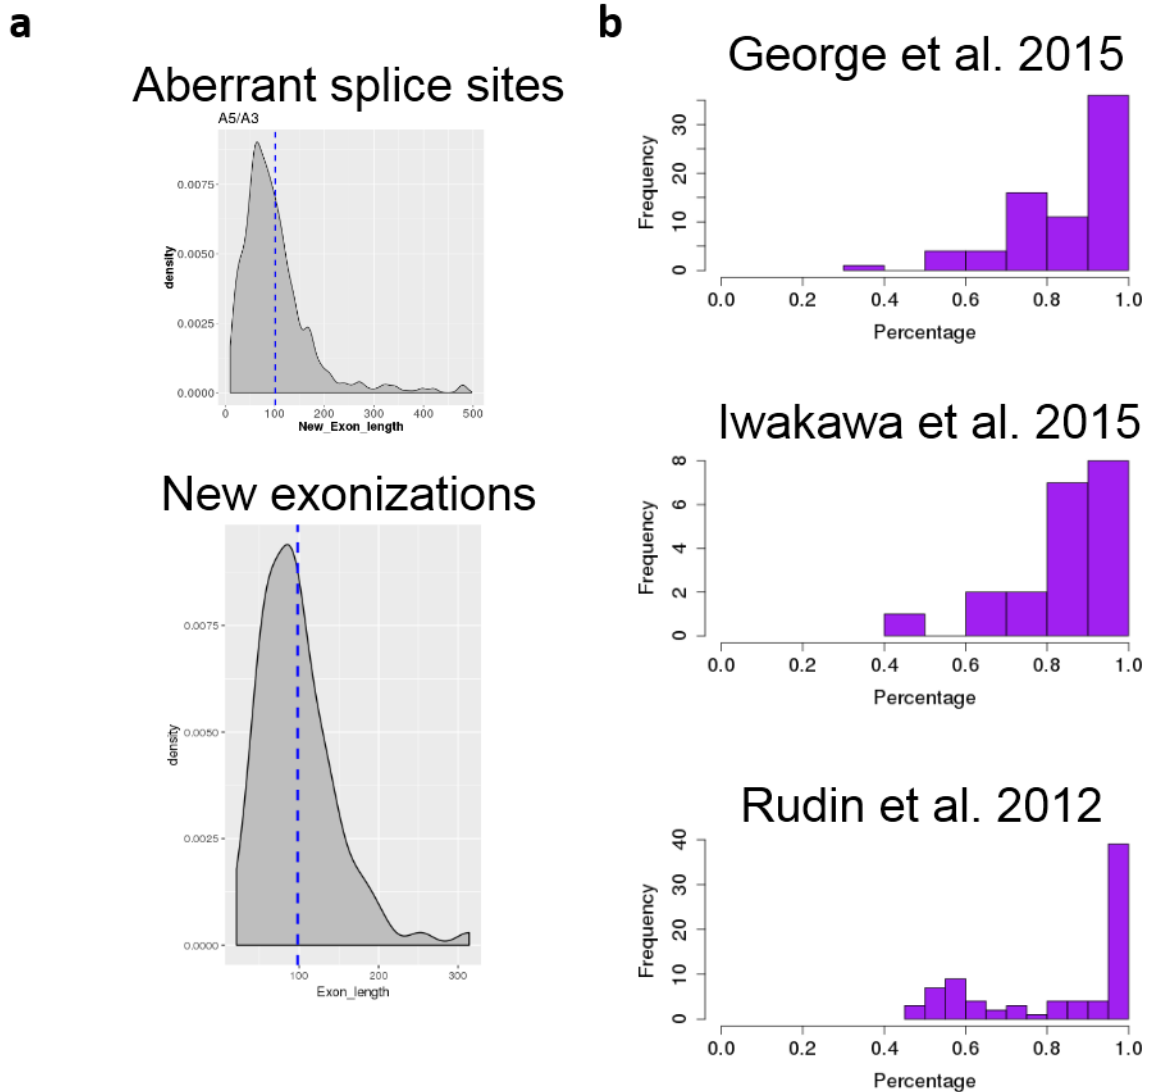 a
Aberrant splice sites
A5/A3
density
0.0075
0.0050
0.0025
0.0000
0 100 200 300 400 500
New_Exon_length
New exonizations
density
0.0075
0.0050
0.0025
0.0000
100 200 300
Exon_length
b
George et al. 2015
Frequency
30
20
10
0
0.0 0.2 0.4 0.6 0.8 1.0
Percentage
Iwakawa et al. 2015
Frequency
8
6
4
2
0
0.0 0.2 0.4 0.6 0.8 1.0
Percentage
Rudin et al. 2012
Frequency
40
30
20
10
0
0.0 0.2 0.4 0.6 0.8 1.0
Percentage